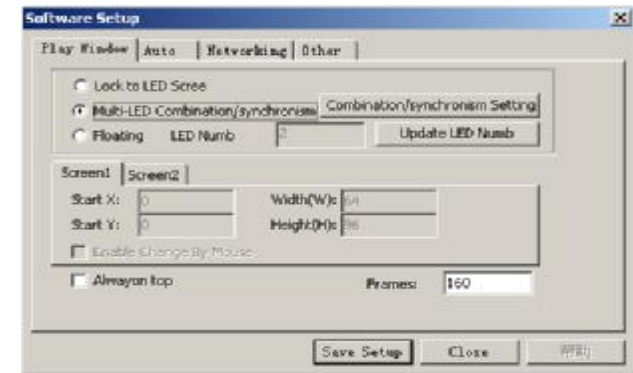 Software Setup
Play Window Auto Networking Other
Lock to LED Scree
Multi-LED Combination/synchronism Combination/synchronism Setting
Floating LED Numb 2 Update LED Numb
Screen1 Screen2
Start X: 0 Width(W): 64
Start Y: 0 Height(H): 96
Enable Change By Mouse
Alwayon top Frames: 160
Save Setup Close 帮助